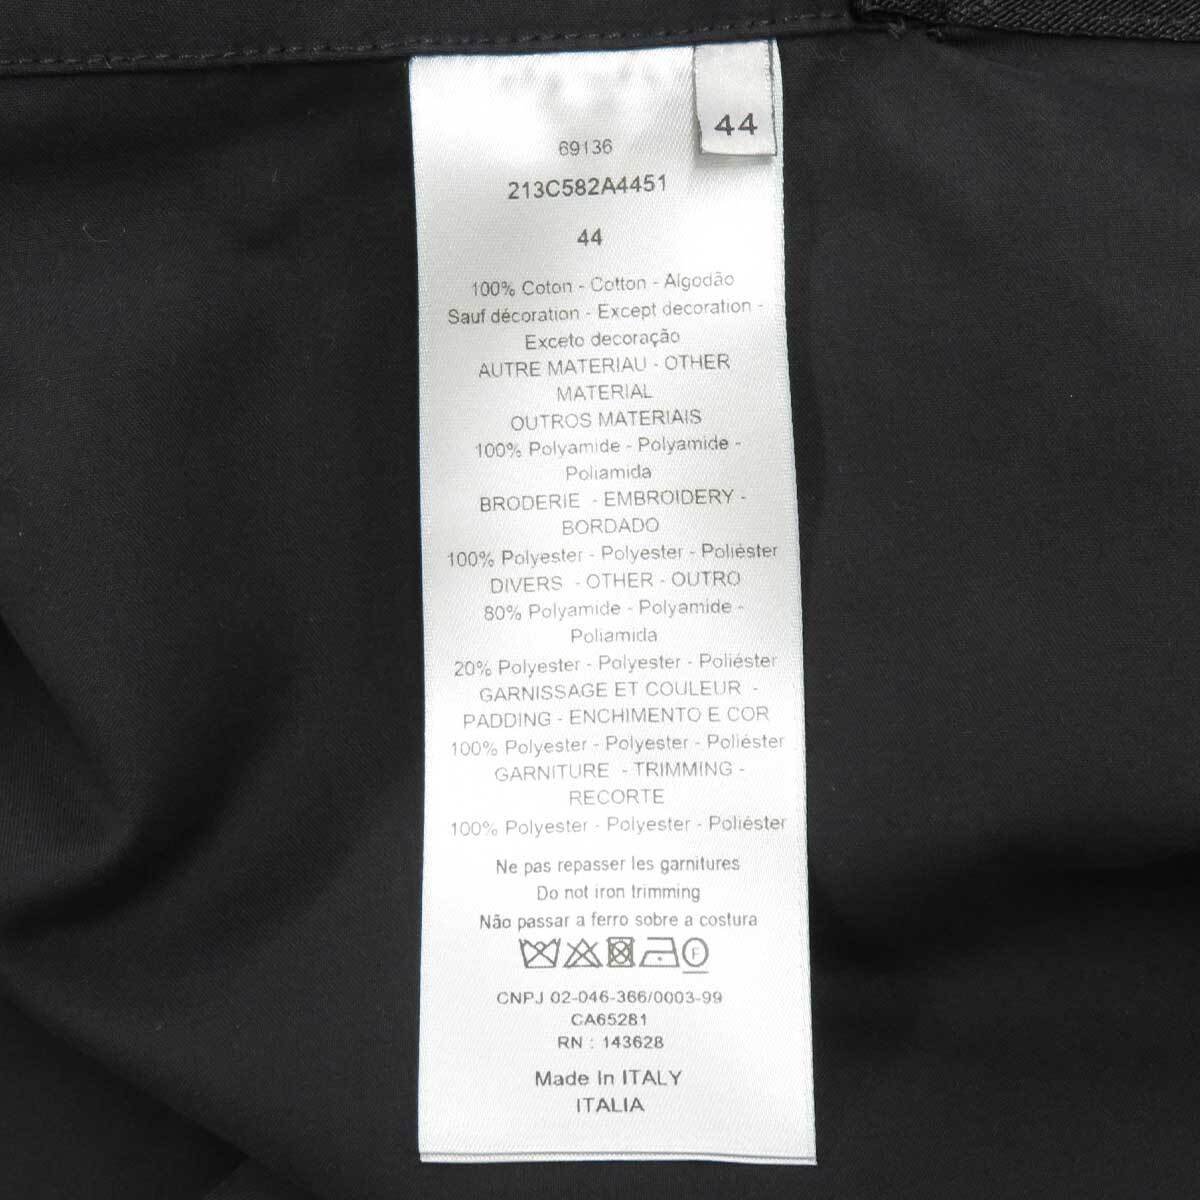 44
69136
213C582A4451
44
100% Coton - Cotton - Algodão
Sauf décoration - Except decoration -
Exceto decoração
AUTRE MATERIAU - OTHER
MATERIAL
OUTROS MATERIAIS
100% Polyamide - Polyamide -
Poliamida
BRODERIE - EMBROIDERY -
BORDADO
100% Polyester - Polyester - Poliéster
DIVERS - OTHER - OUTRO
80% Polyamide - Polyamide -
Poliamida
20% Polyester - Polyester - Poliéster
GARNISSAGE ET COULEUR -
PADDING - ENCHIMENTO E COR
100% Polyester - Polyester - Poliéster
GARNITURE - TRIMMING -
RECORTE
100% Polyester - Polyester - Poliéster
Ne pas repasser les garnitures
Do not iron trimming
Não passar a ferro sobre a costura
F
CNPJ 02-046-366/0003-99
CA65281
RN : 143628
Made In ITALY
ITALIA